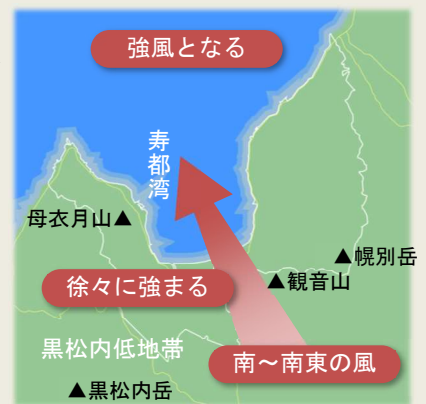 強風となる
寿都湾
母衣月山▲
▲幌別岳
▲観音山
徐々に強まる
黒松内低地帯
南～南東の風
▲黒松内岳